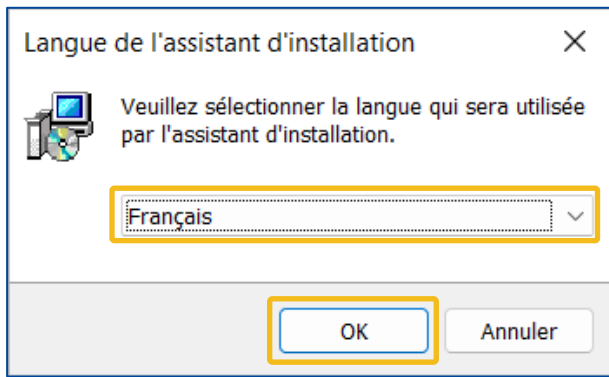 Langue de l'assistant d'installation
Veuillez sélectionner la langue qui sera utilisée
par l'assistant d'installation.
Français
OK
Annuler